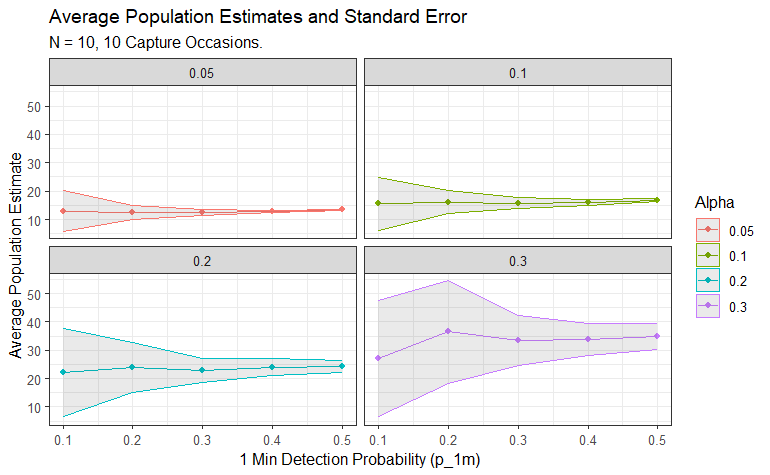 Average Population Estimates and Standard Error
N = 10, 10 Capture Occasions.
0.05
0.1
50
40
30
20
10
0.2
0.3
50
40
30
20
10
Average Population Estimate
0.1 0.2 0.3 0.4 0.5
0.1 0.2 0.3 0.4 0.5
1 Min Detection Probability (p_1m)
Alpha
0.05
0.1
0.2
0.3